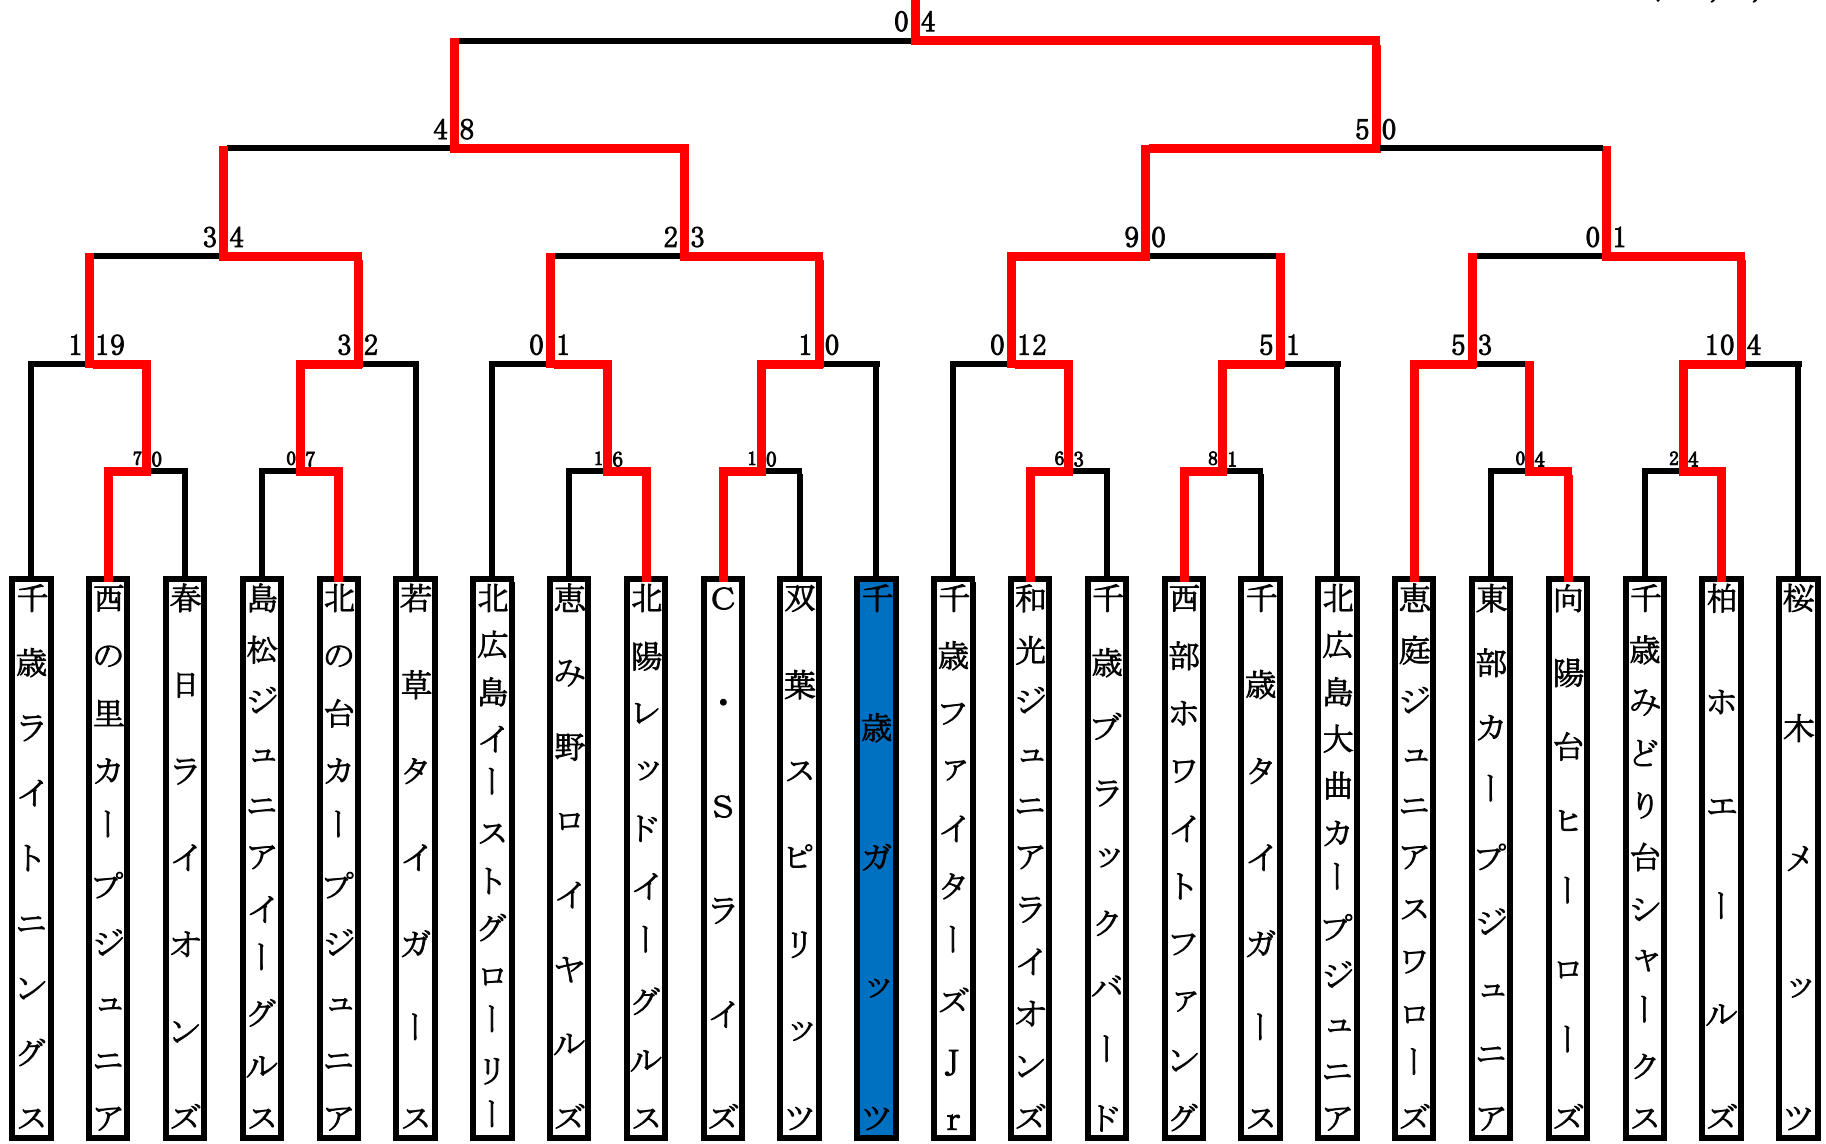 0 4
4 8
5 0
3 4
2 3
9 0
0 1
1 19
3 2
0 1
1 0
0 12
5 1
5 3
10 4
7 0
0 7
1 6
1 0
6 3
8 1
0 4
2 4
千歳ライトニングス
西の里カープジュニア
春日ライオンズ
島松ジュニアイーグルス
北の台カープジュニア
若草タイガース
北広島イーストグローリー
恵み野ロイヤルズ
北陽レッドイーグルス
C・Sライズ
双葉スピリッツ
千歳ガッツ
千歳ファイターズJr
和光ジュニアライオンズ
千歳ブラックバード
西部ホワイトファング
千歳タイガース
北広島大曲カープジュニア
恵庭ジュニアスワローズ
東部カープジュニア
向陽台ヒーローズ
千歳みどり台シャークス
柏ホエールズ
桜木メッツ